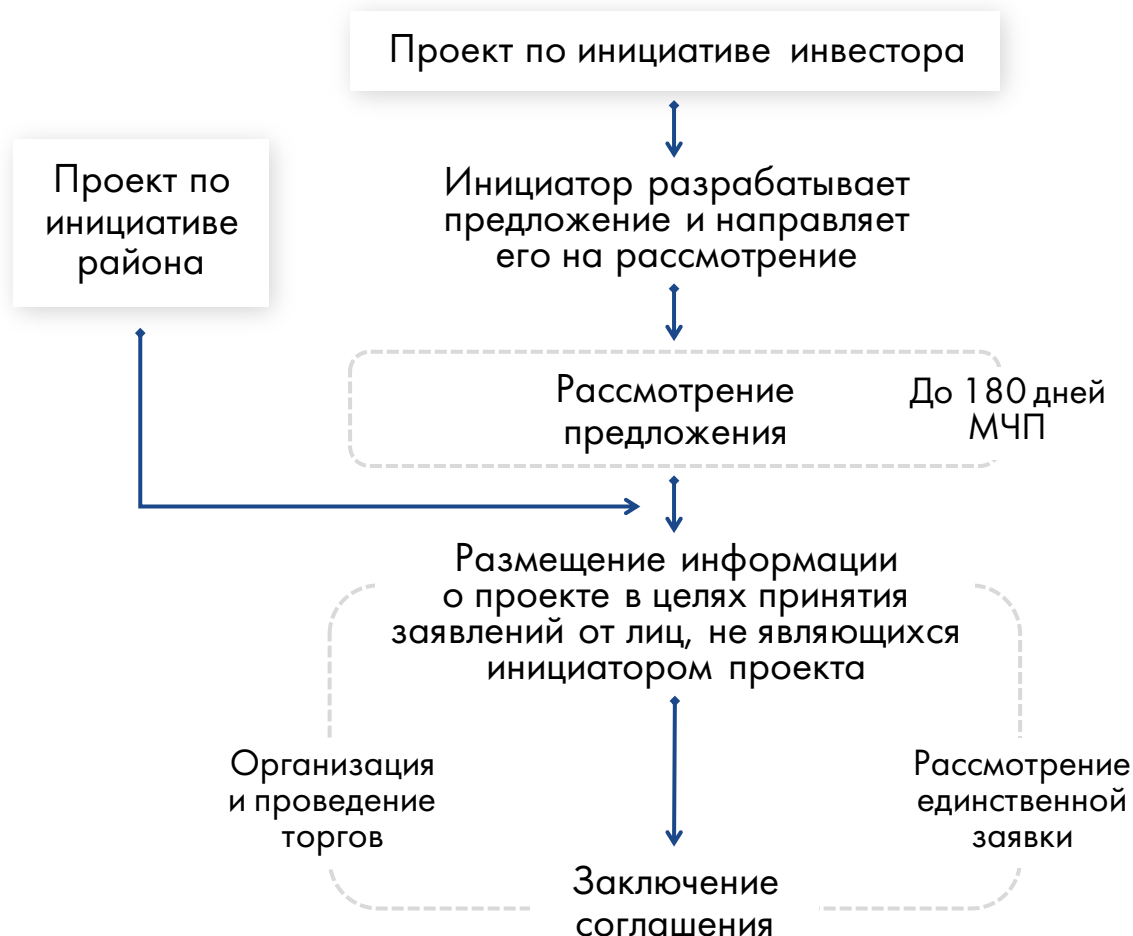 Проект по инициативе инвестора
Проект по
инициативе
района
Инициатор разрабатывает
предложение и направляет
его на рассмотрение
Рассмотрение
предложения
До 180 дней
МЧП
Размещение информации
о проекте в целях принятия
заявлений от лиц, не являющихся
инициатором проекта
Организация
и проведение
торгов
Рассмотрение
единственной
заявки
Заключение
соглашения